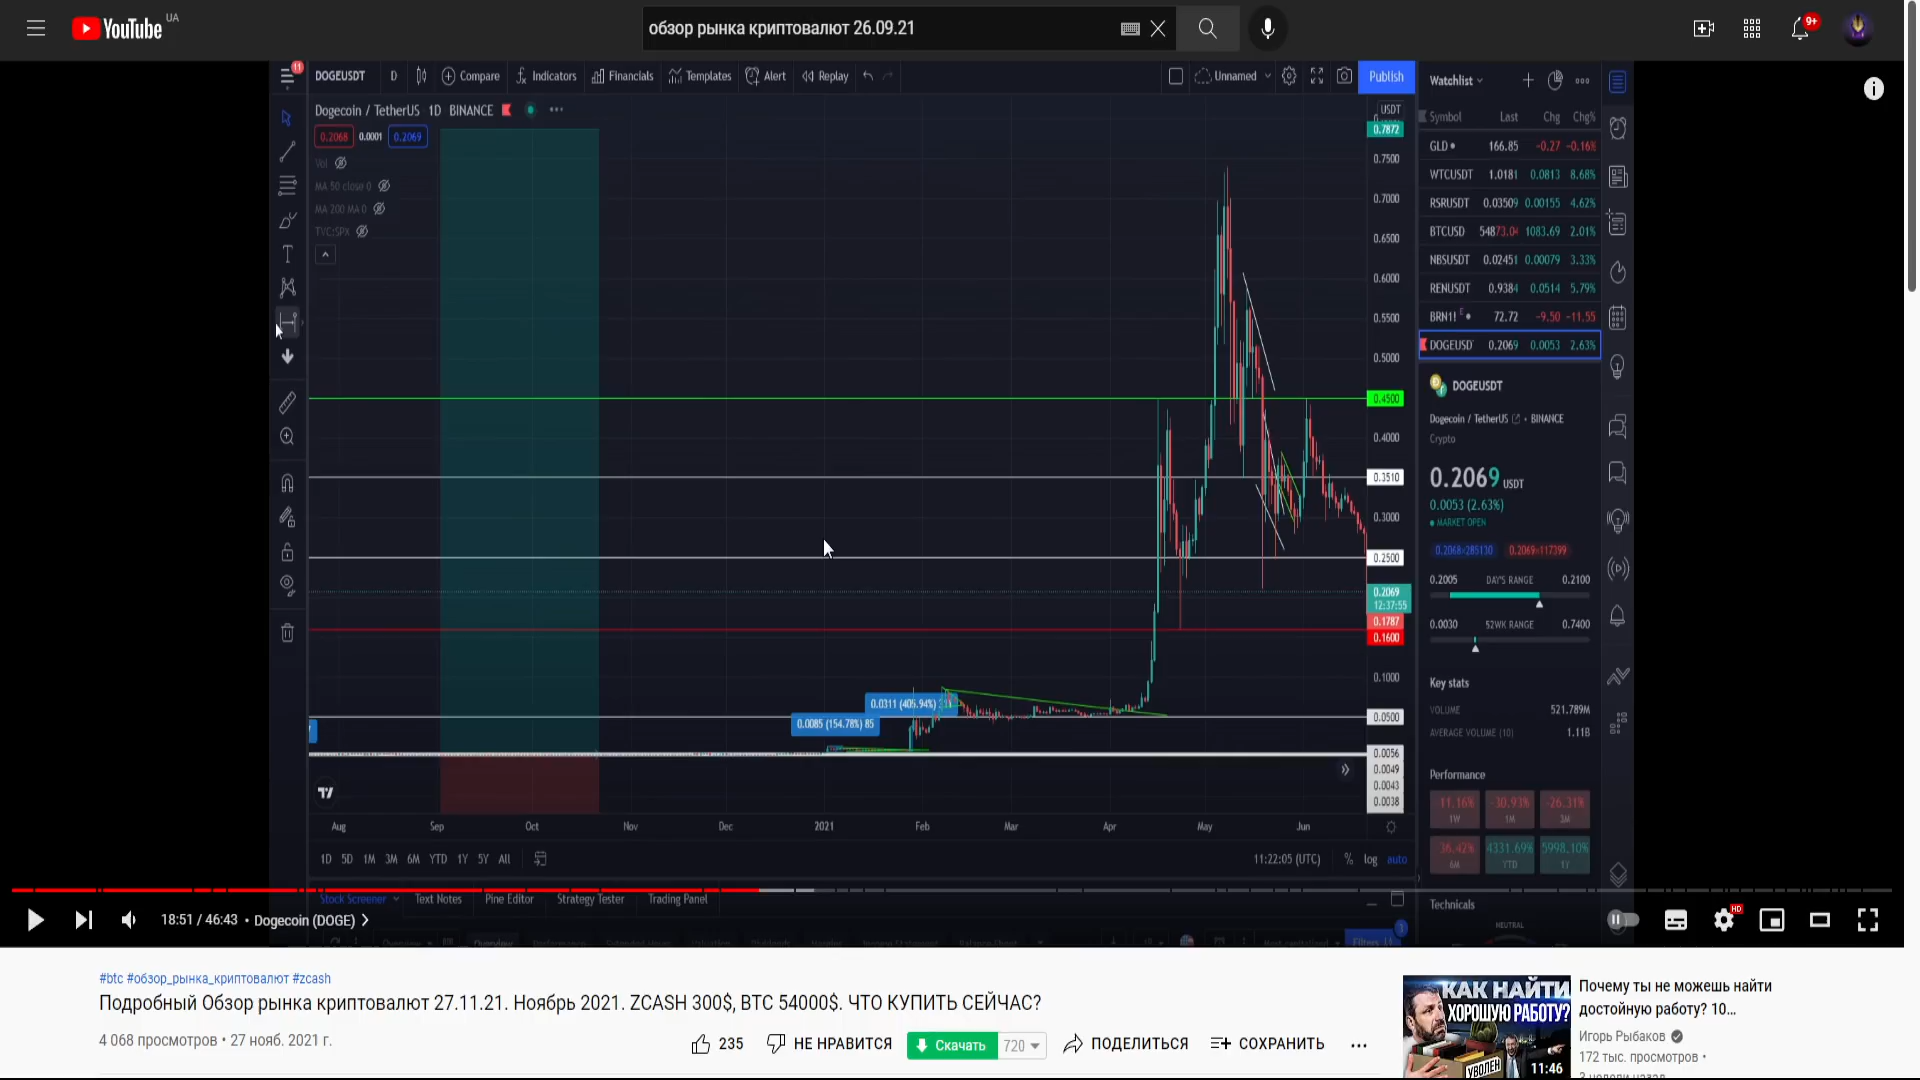 YouTube UA
обзор рынка криптовалют 26.09.21
9+
11
DOGEUSDT D Compare Indicators Financials Templates Alert Replay Unnamed Publish
Dogecoin / TetherUS 1D BINANCE
0.2068 0.0001 0.2069
Vol
MA 50 close 0
MA 200 MA 0
TVC:SPX
USDT
0.7872
0.7500
0.7000
0.6500
0.6000
0.5500
0.5000
0.4500
0.4000
0.3510
0.3000
0.2500
0.2069
12:37:55
0.1787
0.1600
0.1000
0.0500
0.0056
0.0049
0.0043
0.0038
0.0311 (405.94%)
0.0085 (154.78%) 85
Aug Sep Oct Nov Dec 2021 Feb Mar Apr May Jun
1D 5D 1M 3M 6M YTD 1Y 5Y All
11:22:05 (UTC) % log auto
Stock Screener Text Notes Pine Editor Strategy Tester Trading Panel
Watchlist
Symbol Last Chg Chg%
GLD 166.85 -0.27 -0.16%
WTCUSDT 1.0181 0.0813 8.68%
RSRUSDT 0.03509 0.00155 4.62%
BTCUSD 54873.04 1083.69 2.01%
NBSUSDT 0.02451 0.00079 3.33%
RENUSDT 0.9384 0.0514 5.79%
BRN1! E 72.72 -9.50 -11.55
DOGEUSD 0.2069 0.0053 2.63%
DOGEUSDT
Dogecoin / TetherUS • BINANCE
Crypto
0.2069 USDT
0.0053 (2.63%)
MARKET OPEN
0.2068×285130 0.2069×117399
0.2005 DAY'S RANGE 0.2100
0.0030 52WK RANGE 0.7400
Key stats
VOLUME 521.789M
AVERAGE VOLUME (10) 1.11B
Performance
-11.16% -30.93% -26.31%
1W 1M 3M
-36.42% 4331.69% 5998.10%
6M YTD 1Y
Technicals
NEUTRAL
18:51 / 46:43 • Dogecoin (DOGE)
HD
#btc #обзор_рынка_криптовалют #zcash
Подробный Обзор рынка криптовалют 27.11.21. Ноябрь 2021. ZCASH 300$, BTC 54000$. ЧТО КУПИТЬ СЕЙЧАС?
4 068 просмотров • 27 нояб. 2021 г.
235 НЕ НРАВИТСЯ Скачать 720 ПОДЕЛИТЬСЯ СОХРАНИТЬ
КАК НАЙТИ
ХОРОШУЮ РАБОТУ?
УВОЛЕН
11:46
Почему ты не можешь найти
достойную работу? 10...
Игорь Рыбаков
172 тыс. просмотров •
3 недели назад